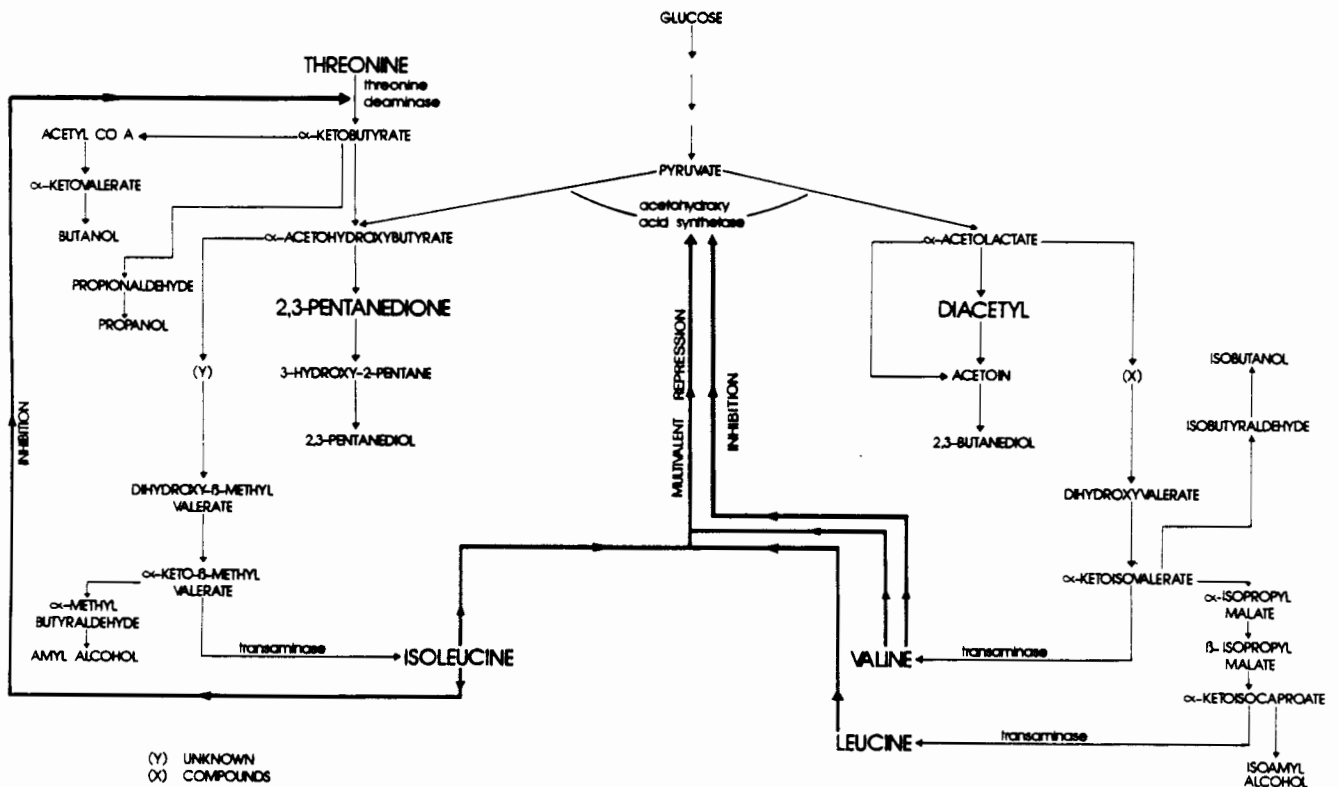 GLUCOSE
THREONINE
threonine
deaminase
ACETYL CO A
α-KETOBUTYRATE
PYRUVATE
α-KETOVALERATE
acetohydroxy
acid synthetase
BUTANOL
α-ACETOHYDROXYBUTYRATE
α-ACETOLACTATE
PROPIONALDEHYDE
PROPANOL
2,3-PENTANEDIONE
DIACETYL
(Y)
3-HYDROXY-2-PENTANE
ACETOIN
(X)
ISOBUTANOL
2,3-PENTANEDIOL
2,3-BUTANEDIOL
ISOBUTYRALDEHYDE
INHIBITION
MULTIVALENT REPRESSION
INHIBITION
DIHYDROXY-ß-METHYL
VALERATE
DIHYDROXYVALERATE
α-KETO-ß-METHYL
VALERATE
α-KETOISOVALERATE
α-METHYL
BUTYRALDEHYDE
α-ISOPROPYL
MALATE
AMYL ALCOHOL
transaminase
ISOLEUCINE
VALINE
transaminase
ß-ISOPROPYL
MALATE
α-KETOISOCAPROATE
LEUCINE
transaminase
ISOAMYL
ALCOHOL
(Y) UNKNOWN
(X) COMPOUNDS